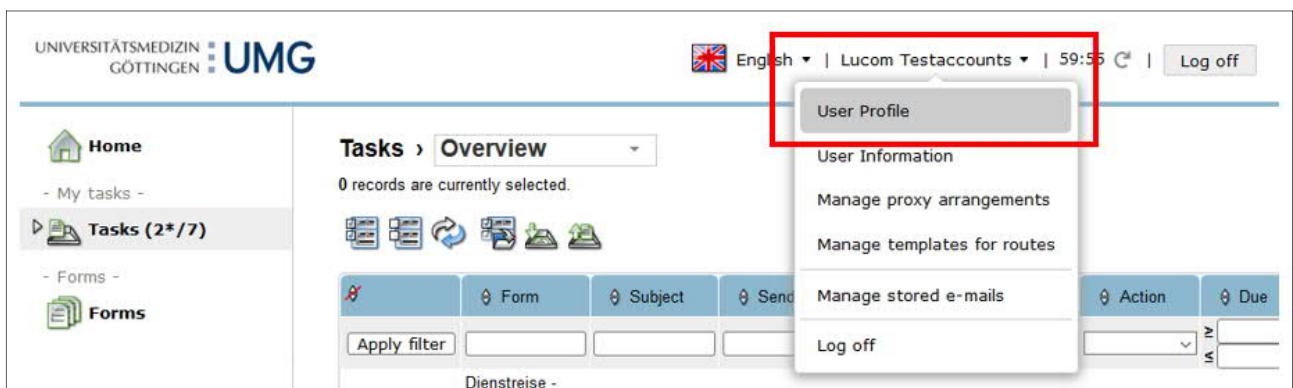 UNIVERSITÄTSMEDIZIN
GÖTTINGEN : UMG
English | Lucom Testaccounts | 59:55 | Log off
User Profile
User Information
Manage proxy arrangements
Manage templates for routes
Manage stored e-mails
Log off
Home
- My tasks -
Tasks (2*/7)
- Forms -
Forms
Tasks › Overview
0 records are currently selected.
Form Subject Send Action Due
Apply filter ≥
≤
Dienstreise -